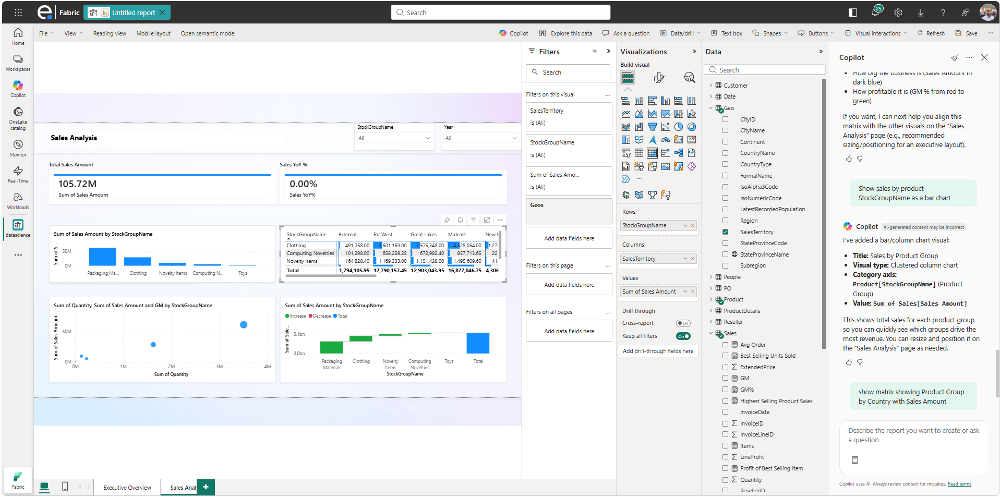 Fabric
Untitled report
Search
25
File
View
Reading view
Mobile layout
Open semantic model
Copilot
Explore this data
Ask a question
Data/drill
Text box
Shapes
Buttons
Visual interactions
Refresh
Save
Home
Workspaces
Copilot
OneLake
catalog
Monitor
Real-Time
Workloads
datascience
Fabric
Sales Analysis
StockGroupName
All
Year
All
Total Sales Amount
105.72M
Sum of Sales Amount
Sales YoY %
0.00%
Sales YoY%
Sum of Sales Amount by StockGroupName
Sum of S...
50M
0M
Packaging Ma...
Clothing
Novelty Items
Computing N...
Toys
StockGroupName External Far West Great Lakes Mideast New E
Clothing 491,258.00 3,501,159.00 3,575,348.00 4,528,654.00 1,27
Computing Novelties 101,298.00 658,259.25 672,982.40 857,713.65 22
Novelty Items 164,828.40 1,169,333.00 1,151,428.00 1,495,609.60 41
Total 1,794,105.95 12,790,157.45 12,903,043.95 16,877,046.75 4,306
Sum of Quantity, Sum of Sales Amount and GM by StockGroupName
Sum of Sales Amount
50M
0M
0M
1M
2M
3M
4M
Sum of Quantity
Sum of Sales Amount by StockGroupName
Increase
Decrease
Total
Sum of Sale...
0.1bn
0.0bn
Packaging
Materials
Clothing
Novelty
Items
Computing
Novelties
Toys
Total
StockGroupName
Executive Overview
Sales Anal
Filters
Search
Filters on this visual
...
SalesTerritory
is (All)
StockGroupName
is (All)
Sum of Sales Amo...
is (All)
Geos
Add data fields here
Filters on this page
...
Add data fields here
Filters on all pages
...
Add data fields here
Visualizations
Build visual
Rows
StockGroupName
Columns
SalesTerritory
Values
Sum of Sales Amount
Drill through
Cross-report
Off
Keep all filters
On
Add drill-through fields here
Data
Search
Customer
Date
Geo
CityID
CityName
Continent
CountryName
CountryType
FormalName
IsoAlpha3Code
IsoNumericCode
LatestRecordedPopulation
Region
SalesTerritory
StateProvinceCode
StateProvinceName
Subregion
People
PO
Product
ProductDetails
Reseller
Sales
Avg Order
Best Selling Units Sold
ExtendedPrice
GM
GM%
Highest Selling Product Sales
InvoiceDate
InvoiceID
InvoiceLineID
Items
LineProfit
Profit of Best Selling Item
Quantity
ResellerID
Copilot
How big the business is (Sales Amount in
dark blue)
How profitable it is (GM % from red to
green)
If you want, I can next help you align this
matrix with the other visuals on the “Sales
Analysis” page (e.g., recommended
sizing/positioning for an executive layout).
Show sales by product
StockGroupName as a bar chart
Copilot
AI-generated content may be incorrect
I've added a bar/column chart visual:
Title: Sales by Product Group
Visual type: Clustered column chart
Category axis:
Product[StockGroupName] (Product
Group)
Value: Sum of Sales[Sales Amount]
This shows total sales for each product group
so you can quickly see which groups drive the
most revenue. You can resize and position it on
the “Sales Analysis” page as needed.
show matrix showing Product Group
by Country with Sales Amount
Describe the report you want to create or ask
a question
Copilot uses AI. Always review content for mistakes. Read terms